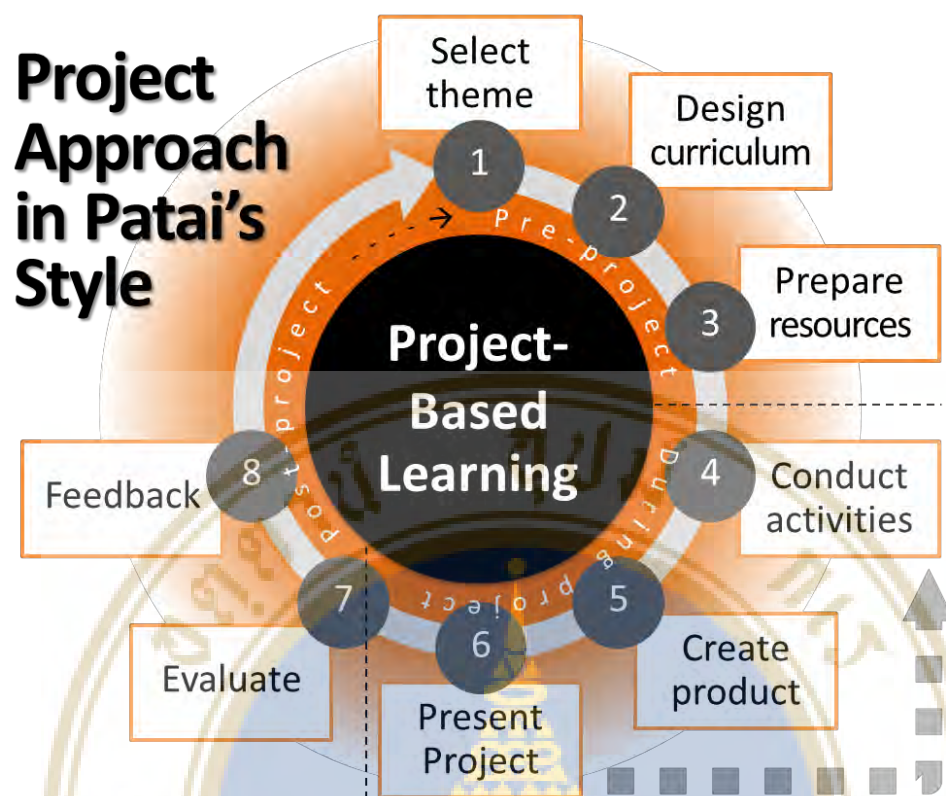 Project
Approach
in Patai's
Style
Select
theme
1
Design
curriculum
2
Prepare
resources
3
Conduct
activities
4
Create
product
5
Present
Project
6
Evaluate
7
Feedback
8
Pre-project
During project
Post-project
Project-
Based
Learning